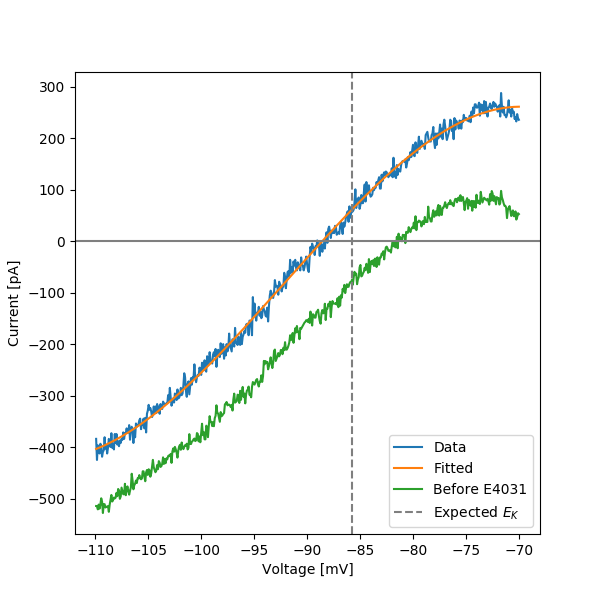 300
200
100
0
−100
−200
−300
−400
−500
Current [pA]
−110 −105 −100 −95 −90 −85 −80 −75 −70
Voltage [mV]
Data
Fitted
Before E4031
Expected E_K